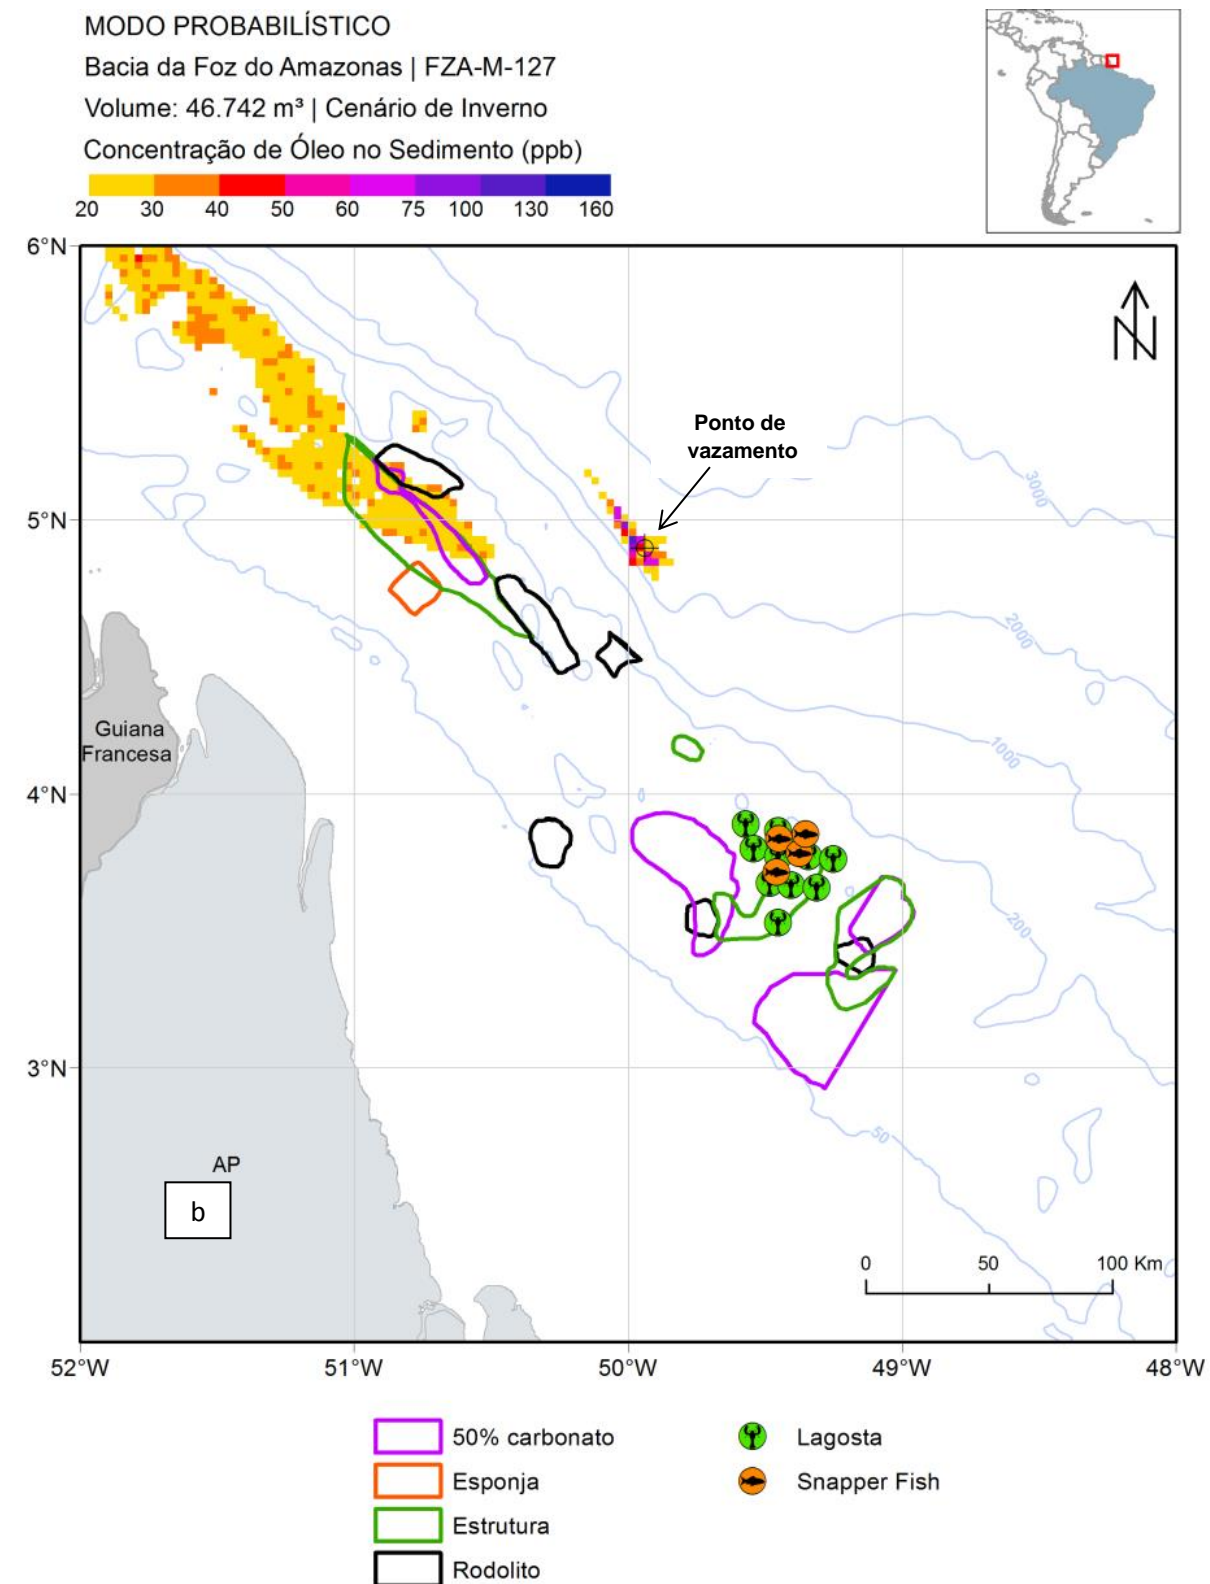 MODO PROBABILÍSTICO
Bacia da Foz do Amazonas | FZA-M-127
Volume: 46.742 m³ | Cenário de Inverno
Concentração de Óleo no Sedimento (ppb)
20 30 40 50 60 75 100 130 160
6°N
N
Ponto de
vazamento
3000
5°N
2000
Guiana
Francesa
1000
4°N
200
3°N
50
AP
b
0 50 100 Km
52°W 51°W 50°W 49°W 48°W
50% carbonato
Lagosta
Esponja
Snapper Fish
Estrutura
Rodolito